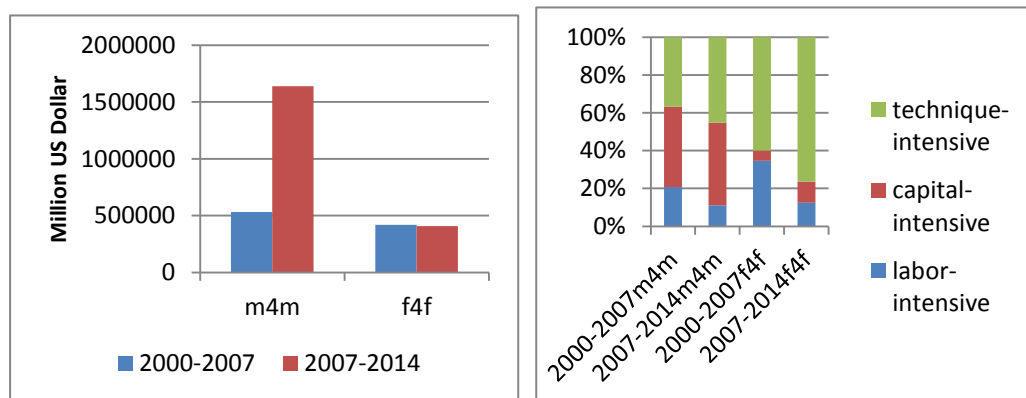 Million US Dollar
2000000
1500000
1000000
500000
0
m4m
f4f
2000-2007
2007-2014
100%
80%
60%
40%
20%
0%
2000-2007m4m
2007-2014m4m
2000-2007f4f
2007-2014f4f
technique-
intensive
capital-
intensive
labor-
intensive